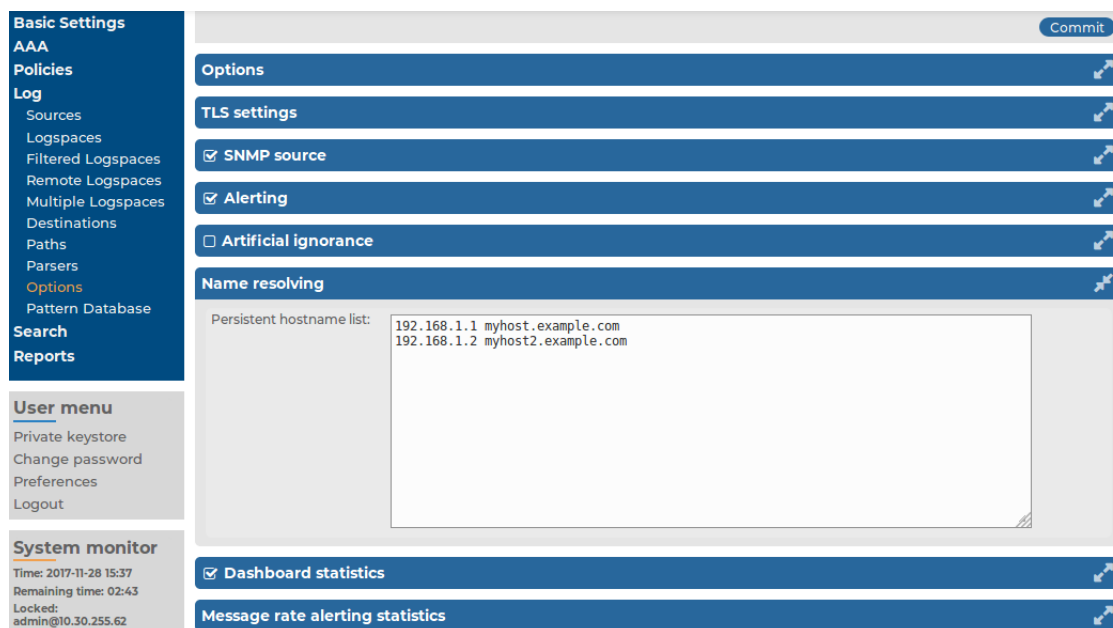 Basic Settings
AAA
Policies
Log
Sources
Logspaces
Filtered Logspaces
Remote Logspaces
Multiple Logspaces
Destinations
Paths
Parsers
Options
Pattern Database
Search
Reports
User menu
Private keystore
Change password
Preferences
Logout
System monitor
Time: 2017-11-28 15:37
Remaining time: 02:43
Locked:
admin@10.30.255.62
Commit
Options
TLS settings
SNMP source
Alerting
Artificial ignorance
Name resolving
Persistent hostname list:
192.168.1.1 myhost.example.com
192.168.1.2 myhost2.example.com
Dashboard statistics
Message rate alerting statistics